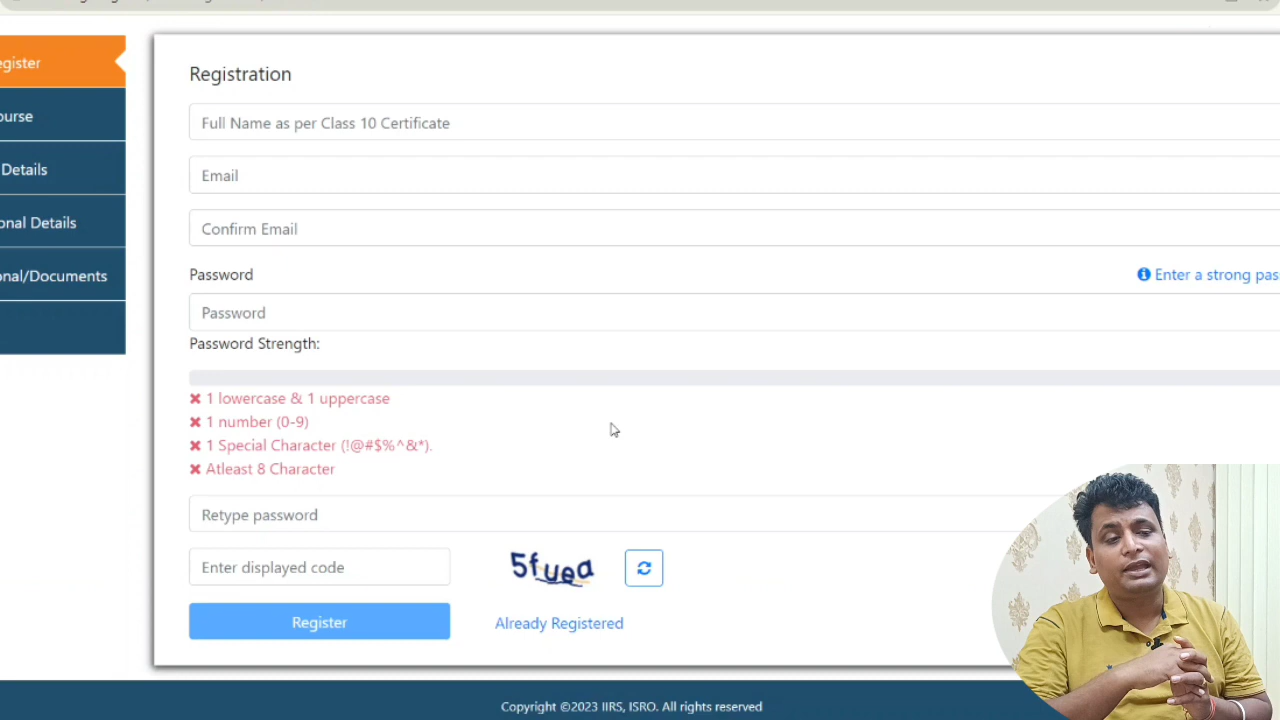 egister
ourse
Details
onal Details
onal/Documents
Registration
Full Name as per Class 10 Certificate
Email
Confirm Email
Password
Enter a strong pas
Password
Password Strength:
1 lowercase & 1 uppercase
1 number (0-9)
1 Special Character (!@#$%^&*).
Atleast 8 Character
Retype password
Enter displayed code
5fuea
Register
Already Registered
Copyright ©2023 IIRS, ISRO. All rights reserved